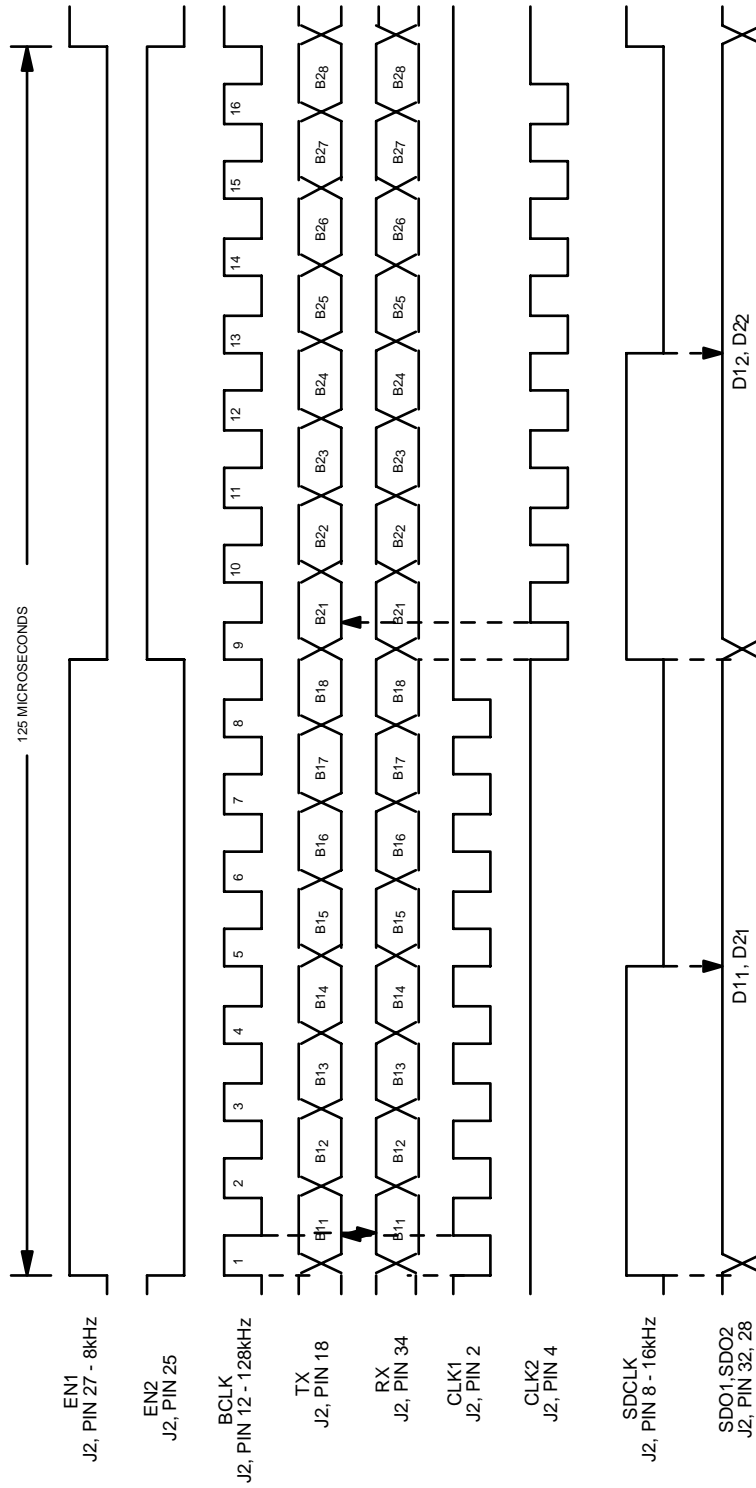 125 MICROSECONDS
EN1
J2, PIN 27 - 8kHz
EN2
J2, PIN 25
BCLK
J2, PIN 12 - 128kHz
1 2 3 4 5 6 7 8 9 10 11 12 13 14 15 16
TX
J2, PIN 18
B11 B12 B13 B14 B15 B16 B17 B18 B21 B22 B23 B24 B25 B26 B27 B28
RX
J2, PIN 34
B11 B12 B13 B14 B15 B16 B17 B18 B21 B22 B23 B24 B25 B26 B27 B28
CLK1
J2, PIN 2
CLK2
J2, PIN 4
SDCLK
J2, PIN 8 - 16kHz
SDO1,SDO2
J2, PIN 32, 28
D11, D21 D12, D22